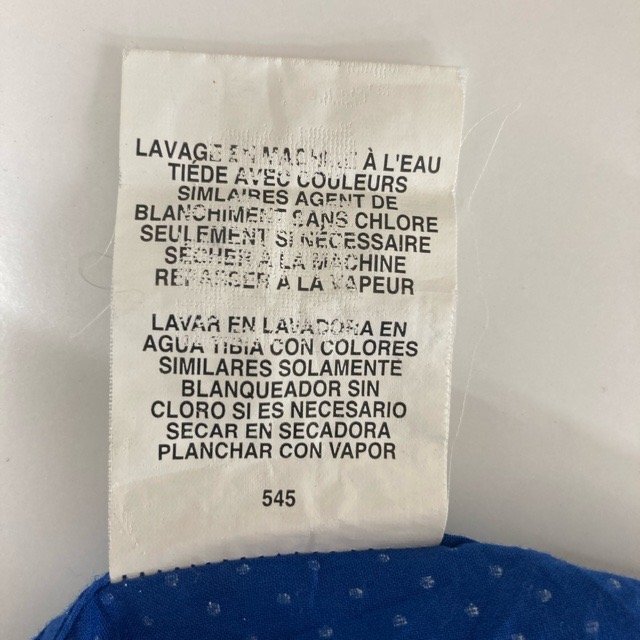 LAVAGE EN MACHINE À L'EAU
TIÉDE AVEC COULEURS
SIMLAIRES AGENT DE
BLANCHIMENT SANS CHLORE
SEULEMENT SI NÉCESSAIRE
SÉCHER À LA MACHINE
REPASSER À LA VAPEUR
LAVAR EN LAVADORA EN
AGUA TIBIA CON COLORES
SIMILARES SOLAMENTE
BLANQUEADOR SIN
CLORO SI ES NECESARIO
SECAR EN SECADORA
PLANCHAR CON VAPOR
545